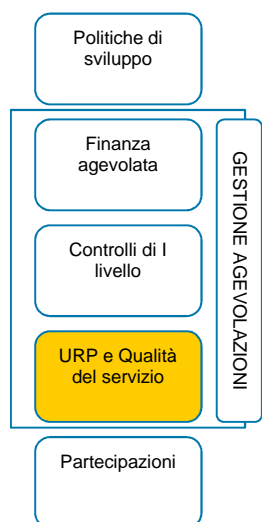 Politiche di
sviluppo
Finanza
agevolata
Controlli di I
livello
URP e Qualità
del servizio
GESTIONE AGEVOLAZIONI
Partecipazioni